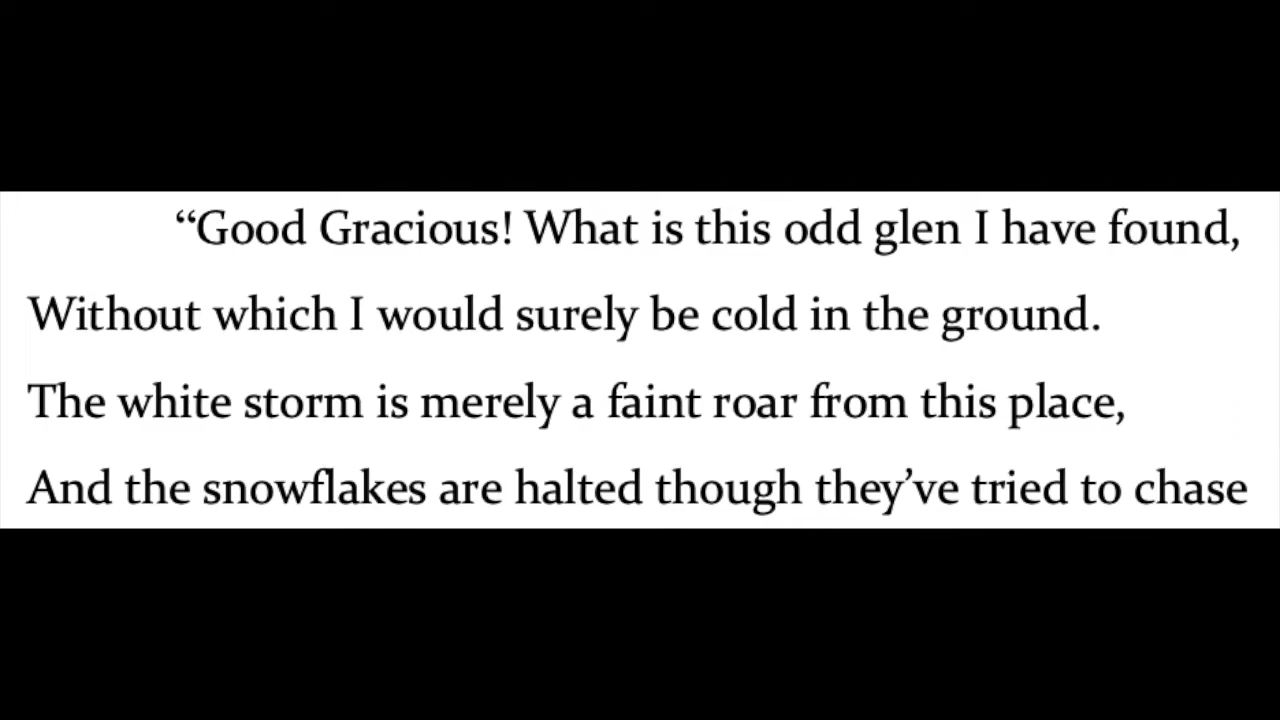 “Good Gracious! What is this odd glen I have found,
Without which I would surely be cold in the ground.
The white storm is merely a faint roar from this place,
And the snowflakes are halted though they’ve tried to chase